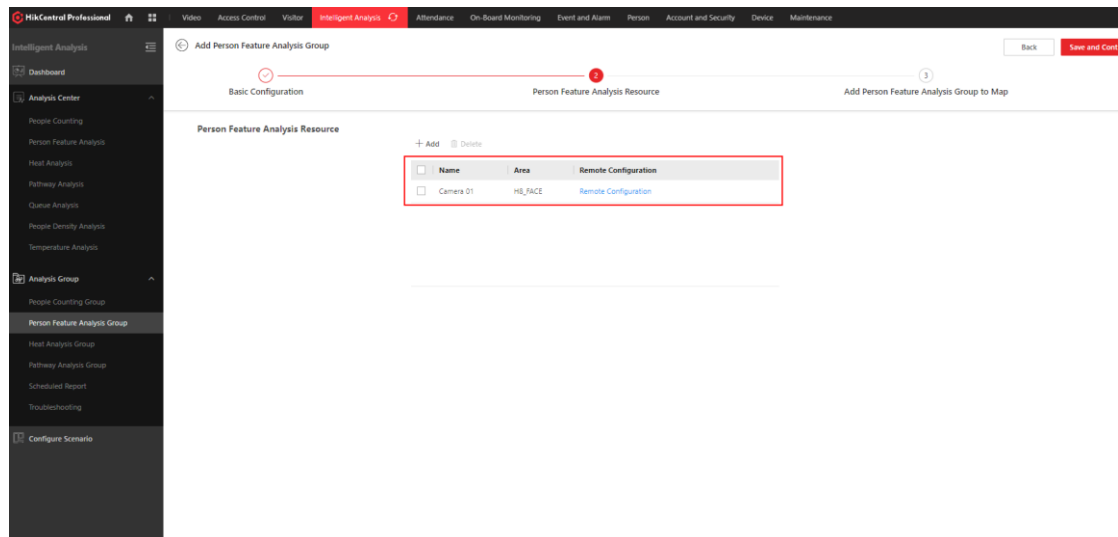 HikCentral Professional Video Access Control Visitor Intelligent Analysis Attendance On-Board Monitoring Event and Alarm Person Account and Security Device Maintenance
Intelligent Analysis
Add Person Feature Analysis Group
Back
Save and Cont
Dashboard
2
3
Analysis Center
Basic Configuration
Person Feature Analysis Resource
Add Person Feature Analysis Group to Map
People Counting
Person Feature Analysis Resource
Person Feature Analysis
Add
Delete
Heat Analysis
Name Area Remote Configuration
Pathway Analysis
Camera 01 H8_FACE Remote Configuration
Queue Analysis
People Density Analysis
Temperature Analysis
Analysis Group
People Counting Group
Person Feature Analysis Group
Heat Analysis Group
Pathway Analysis Group
Scheduled Report
Troubleshooting
Configure Scenario